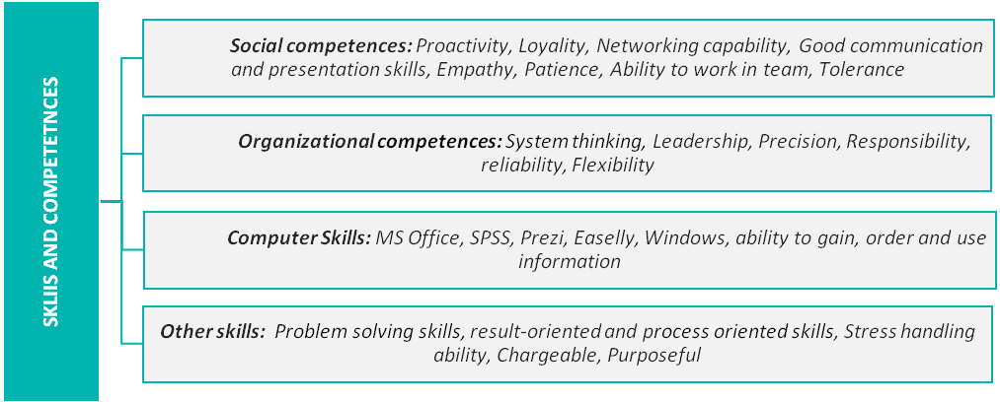 SKLIIS AND COMPETETNCES
Social competences: Proactivity, Loyality, Networking capability, Good communication
and presentation skills, Empathy, Patience, Ability to work in team, Tolerance
Organizational competences: System thinking, Leadership, Precision, Responsibility,
reliability, Flexibility
Computer Skills: MS Office, SPSS, Prezi, Easelly, Windows, ability to gain, order and use
information
Other skills: Problem solving skills, result-oriented and process oriented skills, Stress handling
ability, Chargeable, Purposeful